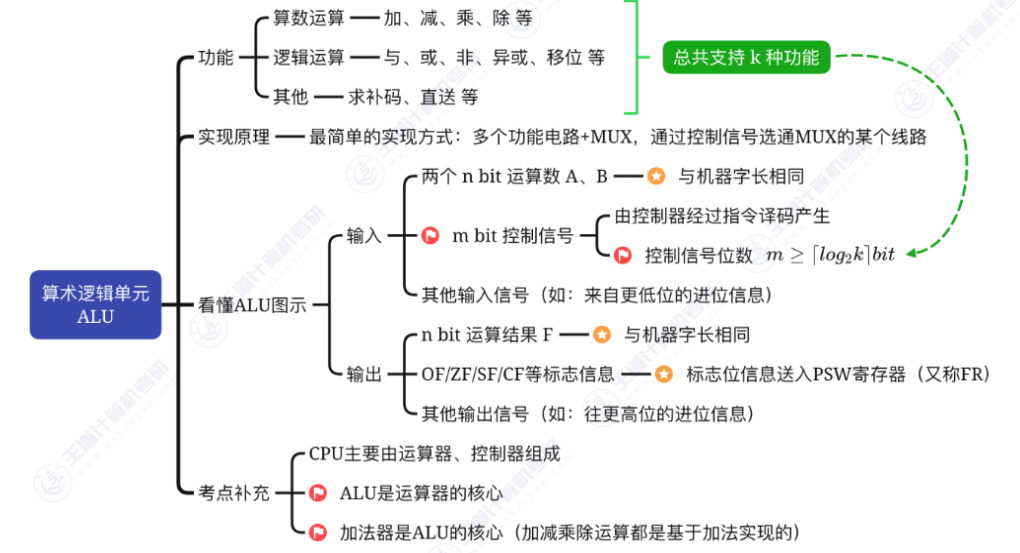 算术逻辑单元
ALU
功能
算数运算
加、减、乘、除 等
逻辑运算
与、或、非、异或、移位 等
其他
求补码、直送 等
总共支持 k 种功能
实现原理
最简单的实现方式：多个功能电路+MUX，通过控制信号选通MUX的某个线路
看懂ALU图示
输入
两个 n bit 运算数 A、B
与机器字长相同
m bit 控制信号
由控制器经过指令译码产生
控制信号位数 m ≥ ⌈log₂k⌉bit
其他输入信号（如：来自更低位的进位信息）
输出
n bit 运算结果 F
与机器字长相同
OF/ZF/SF/CF等标志信息
标志位信息送入PSW寄存器（又称FR）
其他输出信号（如：往更高位的进位信息）
考点补充
CPU主要由运算器、控制器组成
ALU是运算器的核心
加法器是ALU的核心（加减乘除运算都是基于加法实现的）
王道计算机考研